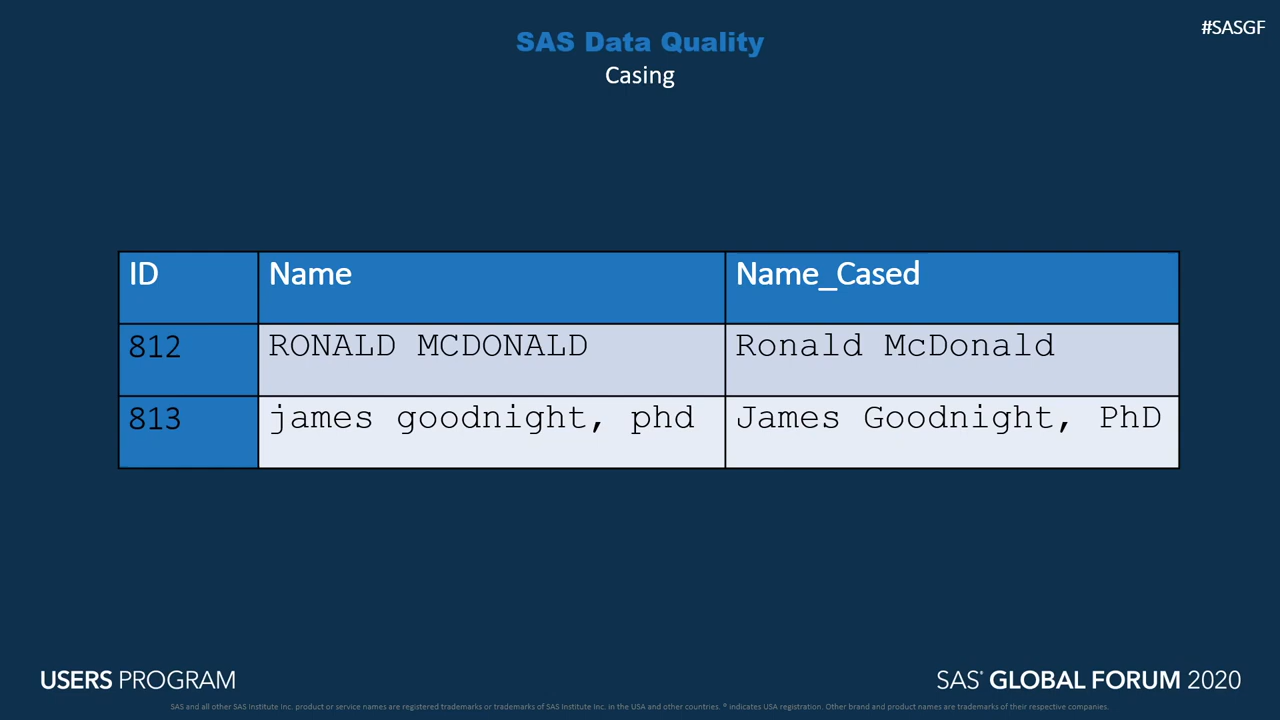 #SASGF
SAS Data Quality
Casing
ID Name Name_Cased
812 RONALD MCDONALD Ronald McDonald
813 james goodnight, phd James Goodnight, PhD
USERS PROGRAM
SAS® GLOBAL FORUM 2020
SAS and all other SAS Institute Inc. product or service names are registered trademarks or trademarks of SAS Institute Inc. in the USA and other countries. ® indicates USA registration. Other brand and product names are trademarks of their respective companies.